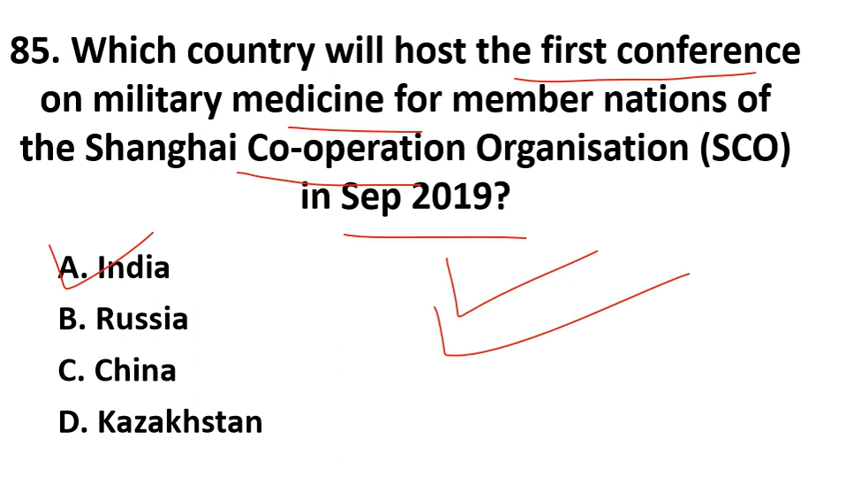 85. Which country will host the first conference
on military medicine for member nations of
the Shanghai Co-operation Organisation (SCO)
in Sep 2019?
A. India
B. Russia
C. China
D. Kazakhstan